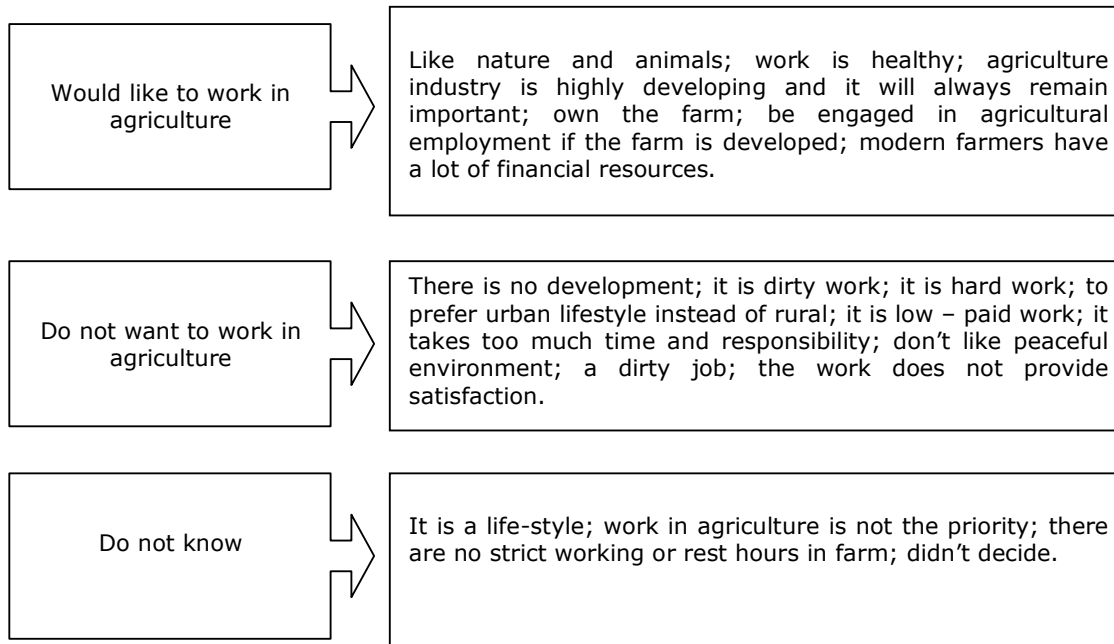 Would like to work in
agriculture
Like nature and animals; work is healthy; agriculture
industry is highly developing and it will always remain
important; own the farm; be engaged in agricultural
employment if the farm is developed; modern farmers have
a lot of financial resources.
Do not want to work in
agriculture
There is no development; it is dirty work; it is hard work; to
prefer urban lifestyle instead of rural; it is low – paid work; it
takes too much time and responsibility; don’t like peaceful
environment; a dirty job; the work does not provide
satisfaction.
Do not know
It is a life-style; work in agriculture is not the priority; there
are no strict working or rest hours in farm; didn’t decide.